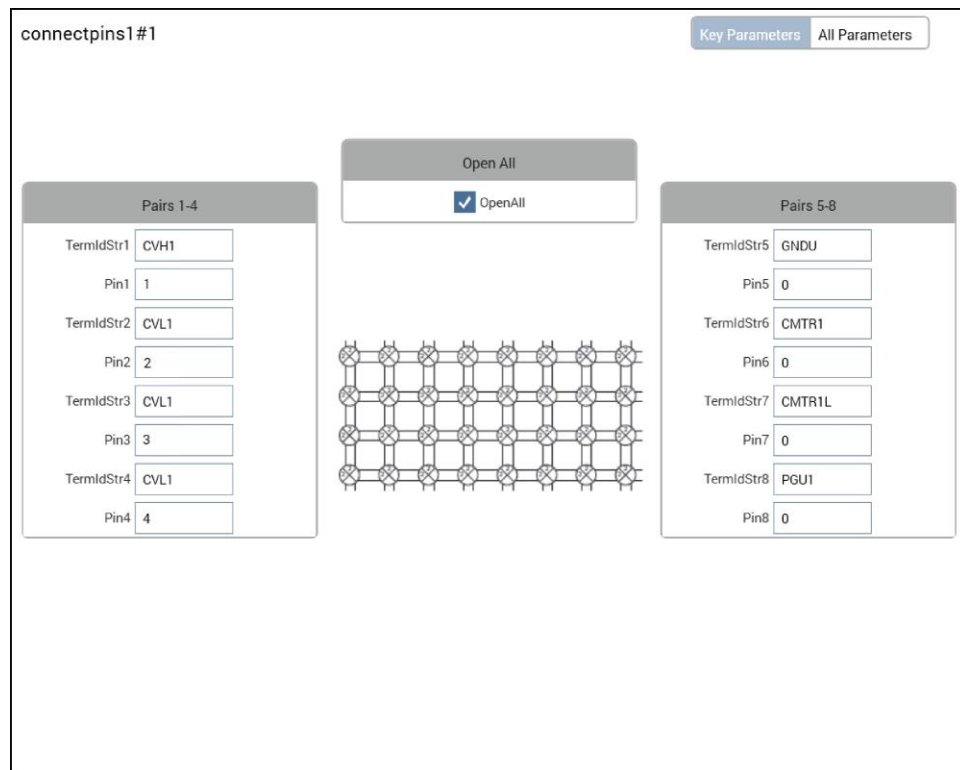 connectpins1#1
Key Parameters All Parameters
Open All
OpenAll
Pairs 1-4
TermIdStr1 CVH1
Pin1 1
TermIdStr2 CVL1
Pin2 2
TermIdStr3 CVL1
Pin3 3
TermIdStr4 CVL1
Pin4 4
Pairs 5-8
TermIdStr5 GNDU
Pin5 0
TermIdStr6 CMTR1
Pin6 0
TermIdStr7 CMTR1L
Pin7 0
TermIdStr8 PGU1
Pin8 0